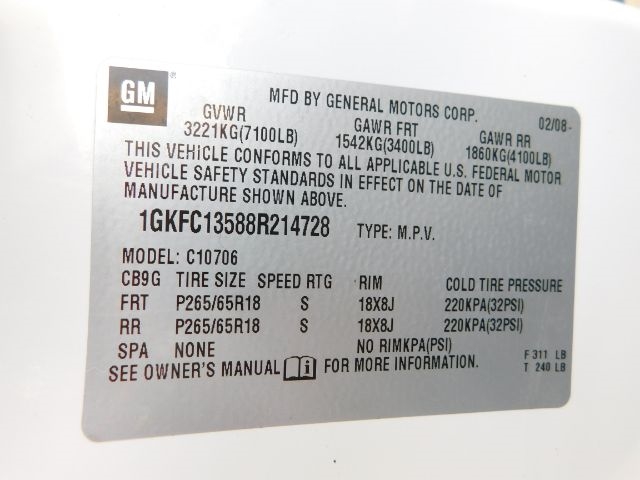 GM®
MFD BY GENERAL MOTORS CORP. 02/08-
GVWR GAWR FRT GAWR RR
3221KG(7100LB) 1542KG(3400LB) 1860KG(4100LB)
THIS VEHICLE CONFORMS TO ALL APPLICABLE U.S. FEDERAL MOTOR
VEHICLE SAFETY STANDARDS IN EFFECT ON THE DATE OF
MANUFACTURE SHOWN ABOVE.
1GKFC13588R214728 TYPE: M.P.V.
MODEL: C10706
CB9G TIRE SIZE SPEED RTG RIM COLD TIRE PRESSURE
FRT P265/65R18 S 18X8J 220KPA(32PSI)
RR P265/65R18 S 18X8J 220KPA(32PSI)
SPA NONE NO RIMKPA(PSI)
SEE OWNER'S MANUAL i FOR MORE INFORMATION.
F 311 LB
T 240 LB